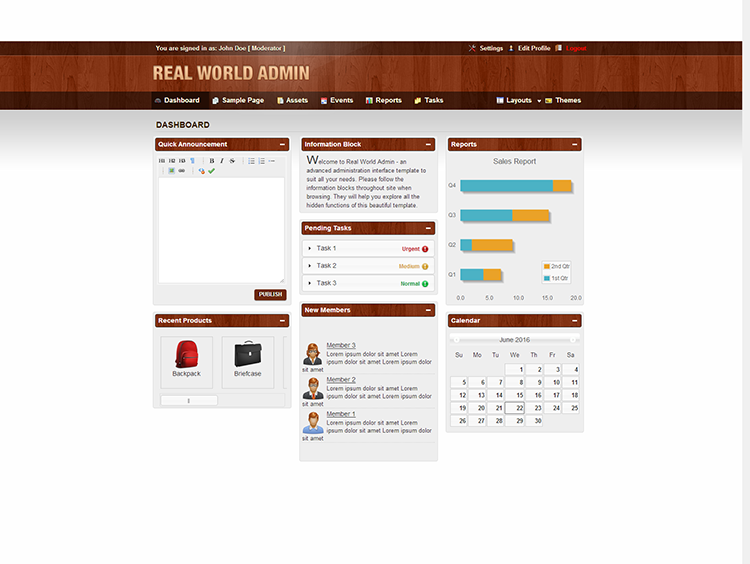 You are signed in as: John Doe [ Moderator ]
Settings Edit Profile Logout
REAL WORLD ADMIN
Dashboard Sample Page Assets Events Reports Tasks Layouts Themes
DASHBOARD
Quick Announcement
H1 H2 H3 ¶ B I S
PUBLISH
Recent Products
Backpack Briefcase
Information Block
Welcome to Real World Admin - an
advanced administration interface template to
suit all your needs. Please follow the
information blocks throughout site when
browsing. They will help you explore all the
hidden functions of this beautiful template.
Pending Tasks
Task 1 Urgent
Task 2 Medium
Task 3 Normal
New Members
Member 3
Lorem ipsum dolor sit amet Lorem
ipsum dolor sit amet Lorem ipsum dolor
sit amet
Member 2
Lorem ipsum dolor sit amet Lorem
ipsum dolor sit amet Lorem ipsum dolor
sit amet
Member 1
Lorem ipsum dolor sit amet Lorem
ipsum dolor sit amet Lorem ipsum dolor
sit amet
Reports
Sales Report
Q4
Q3
Q2
Q1
2nd Qtr
1st Qtr
0.0 5.0 10.0 15.0 20.0
Calendar
June 2016
Su Mo Tu We Th Fr Sa
1 2 3 4
5 6 7 8 9 10 11
12 13 14 15 16 17 18
19 20 21 22 23 24 25
26 27 28 29 30